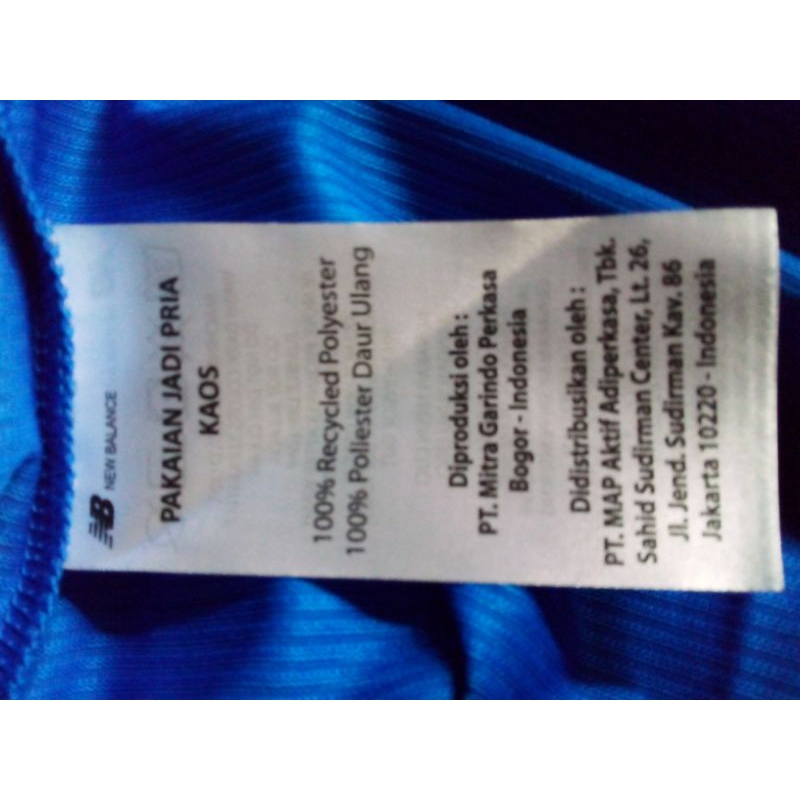 NB NEW BALANCE
PAKAIAN JADI PRIA
KAOS
100% Recycled Polyester
100% Poliester Daur Ulang
Diproduksi oleh :
PT. Mitra Garindo Perkasa
Bogor - Indonesia
Didistribusikan oleh :
PT. MAP Aktif Adiperkasa, Tbk.
Sahid Sudirman Center, Lt. 26,
Jl. Jend. Sudirman Kav. 86
Jakarta 10220 - Indonesia